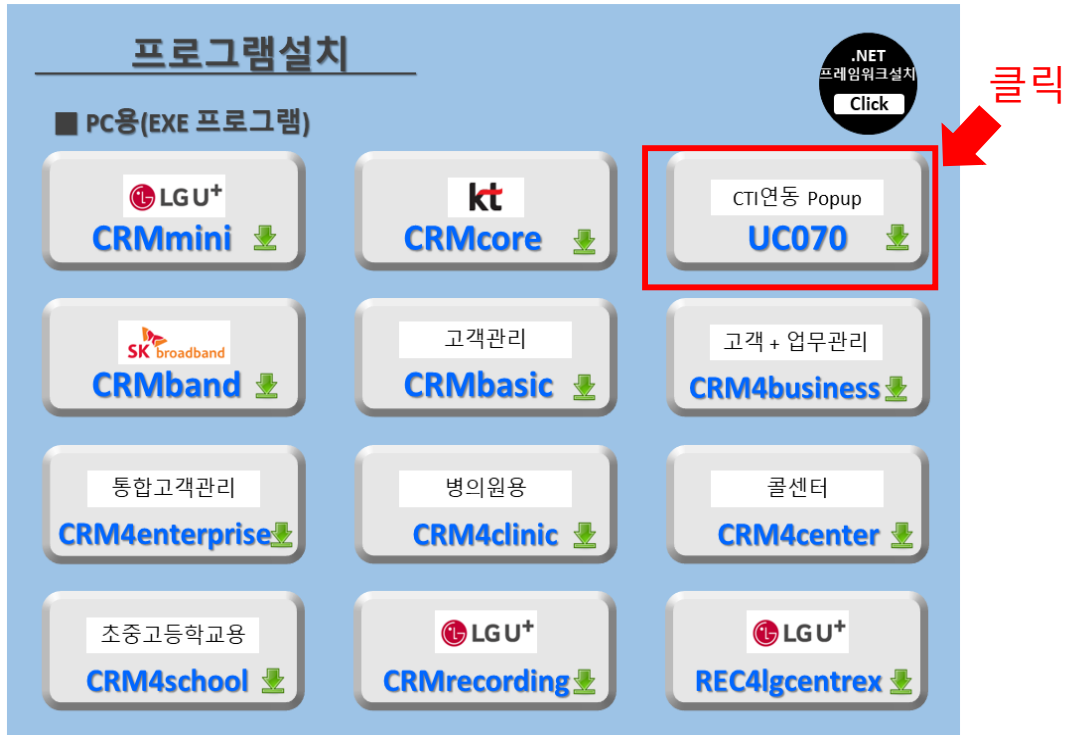 프로그램설치
.NET
프레임워크설치
Click
클릭
■ PC용(EXE 프로그램)
LG U+
CRMmini
kt
CRMcore
CTI연동 Popup
UC070
SK broadband
CRMband
고객관리
CRMbasic
고객 + 업무관리
CRM4business
통합고객관리
CRM4enterprise
병의원용
CRM4clinic
콜센터
CRM4center
초중고등학교용
CRM4school
LG U+
CRMrecording
LG U+
REC4lgcentrex